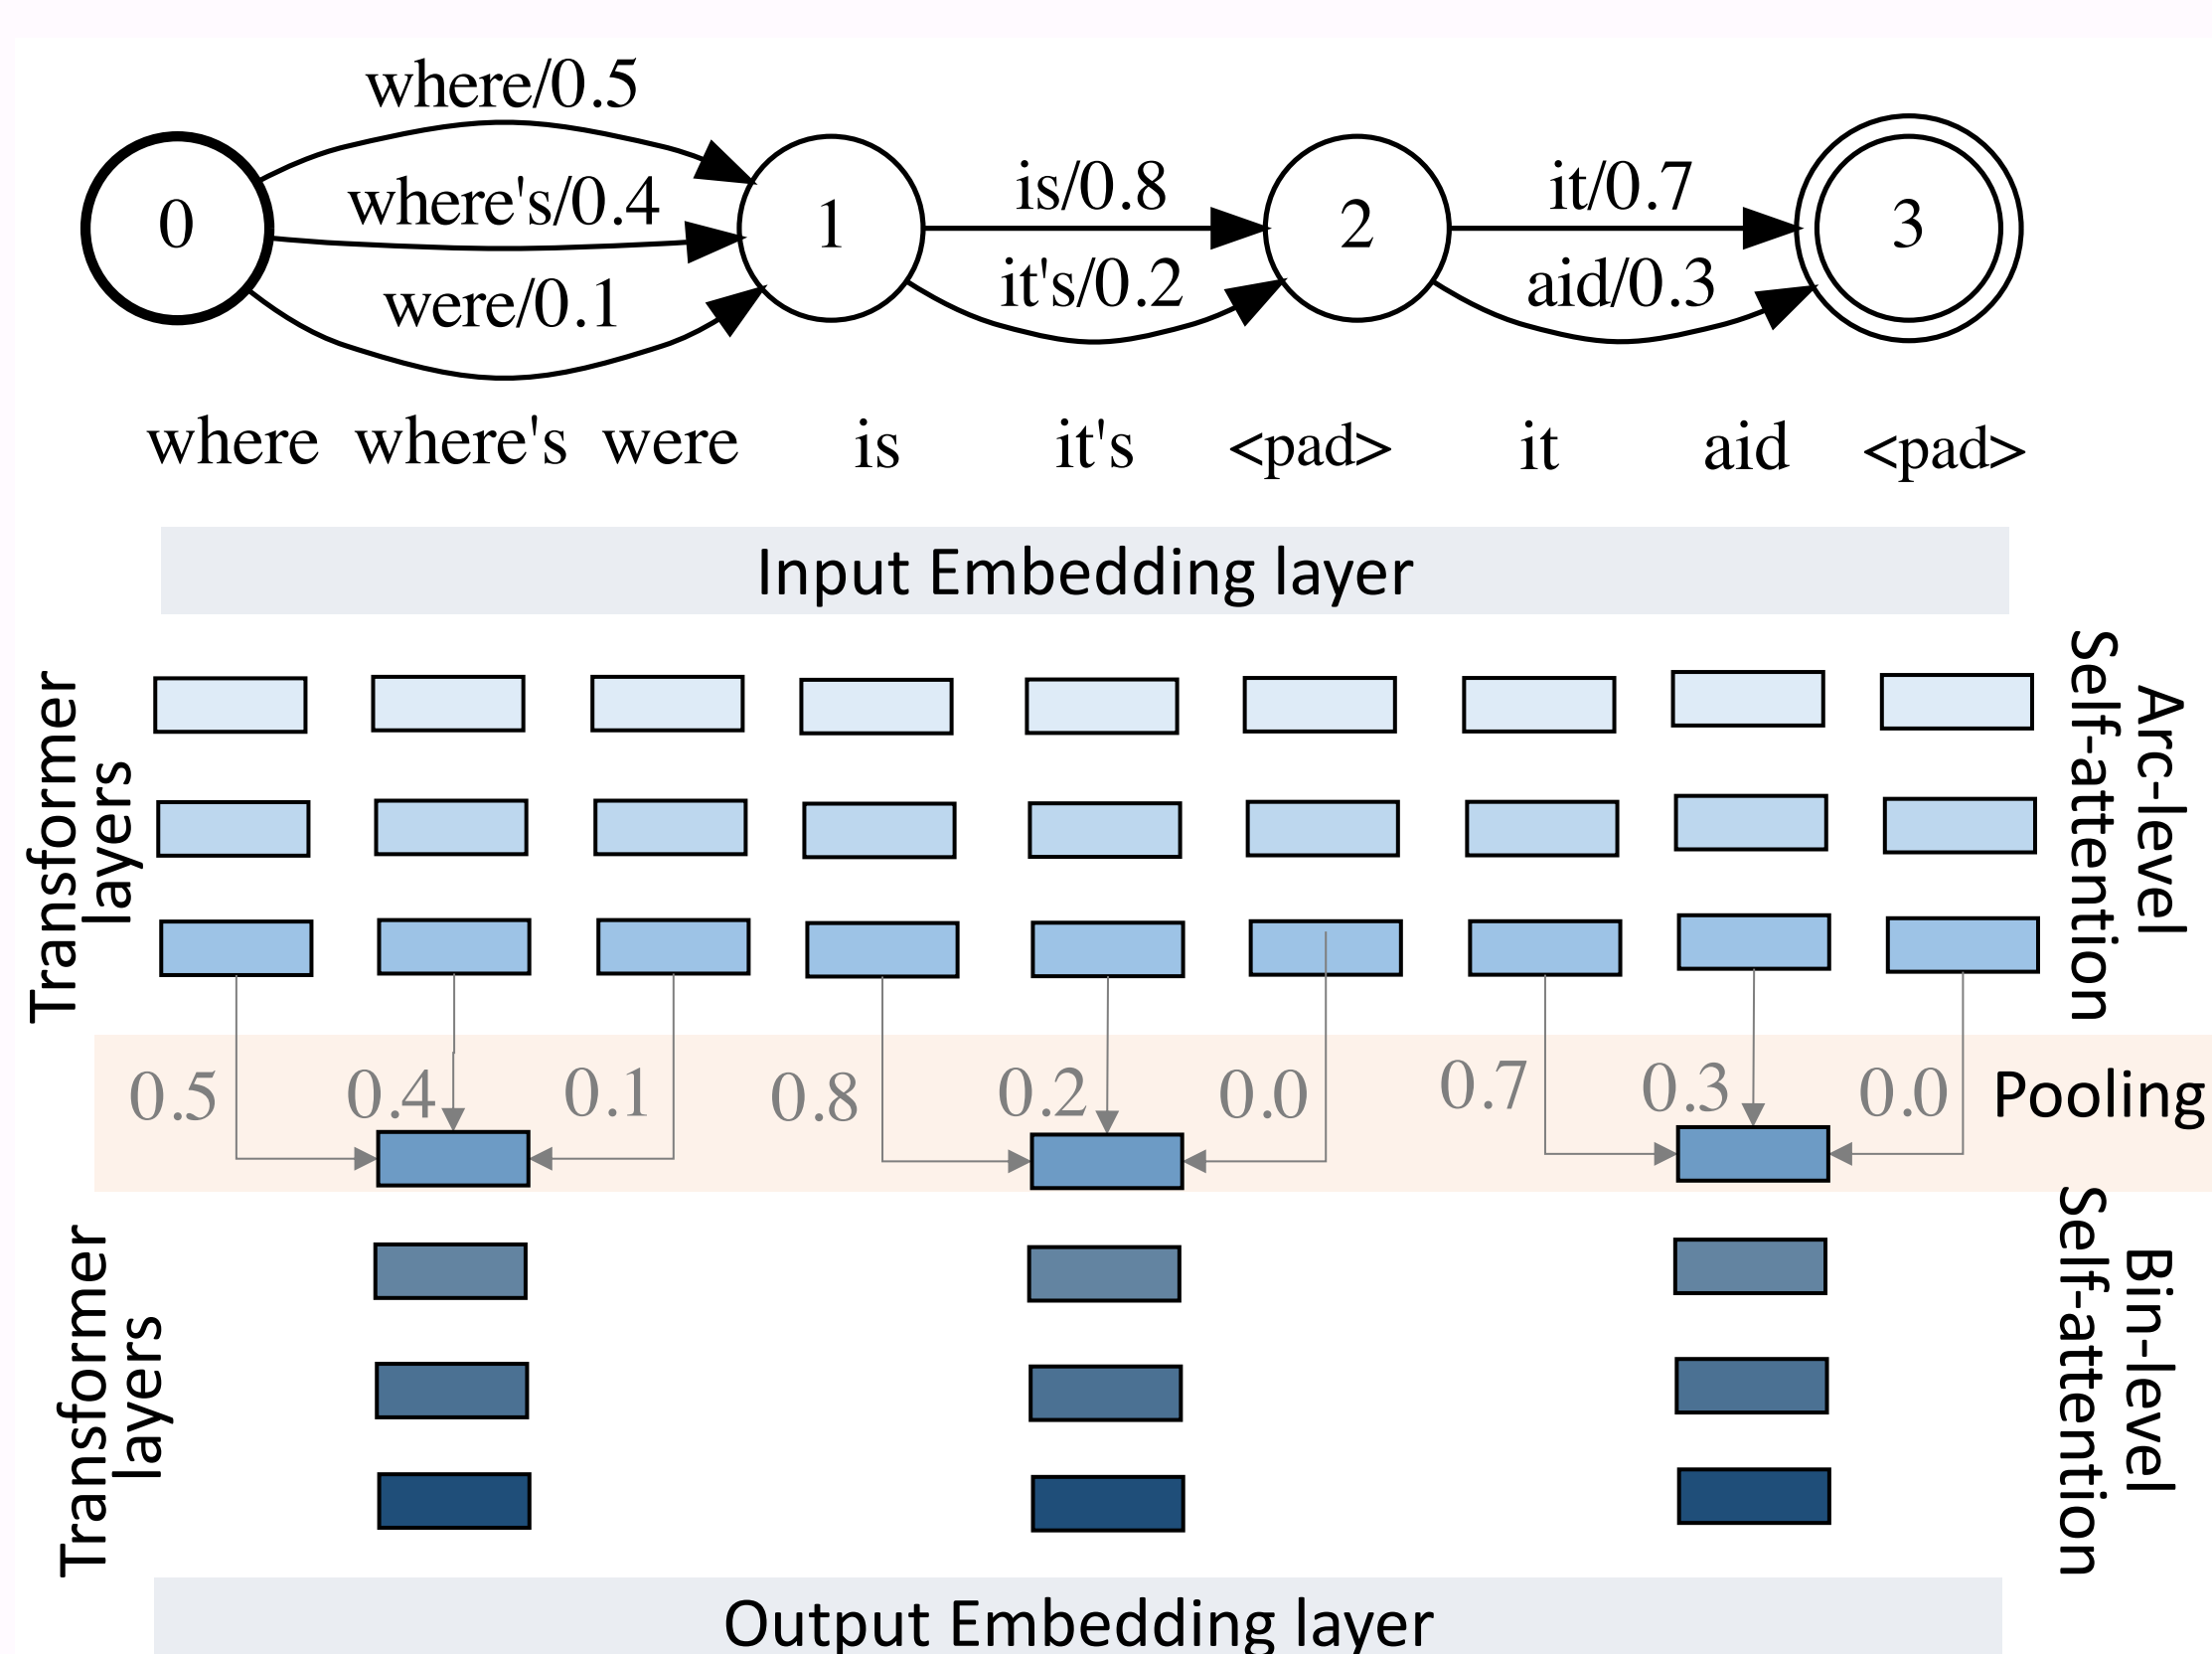 where/0.5
where's/0.4
were/0.1
is/0.8
it's/0.2
it/0.7
aid/0.3
0 1 2 3
where where's were is it's <pad> it aid <pad>
Input Embedding layer
Transformer
layers
Arc-level
Self-attention
0.5 0.4 0.1 0.8 0.2 0.0 0.7 0.3 0.0 Pooling
Transformer
layers
Bin-level
Self-attention
Output Embedding layer